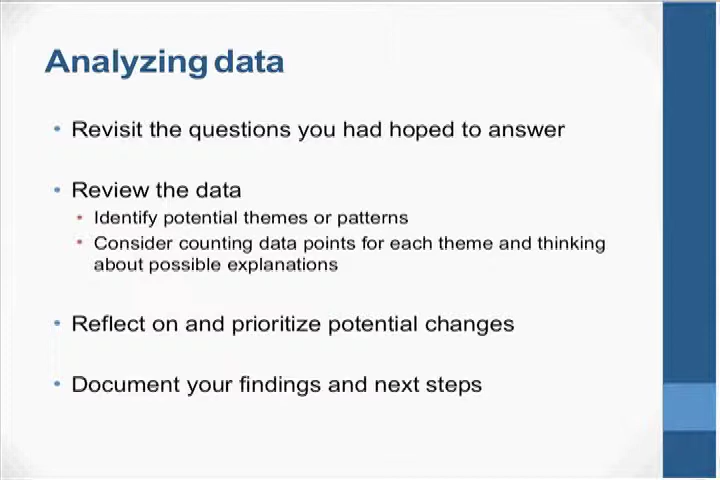 Analyzing data
• Revisit the questions you had hoped to answer
• Review the data
• Identify potential themes or patterns
• Consider counting data points for each theme and thinking
about possible explanations
• Reflect on and prioritize potential changes
• Document your findings and next steps